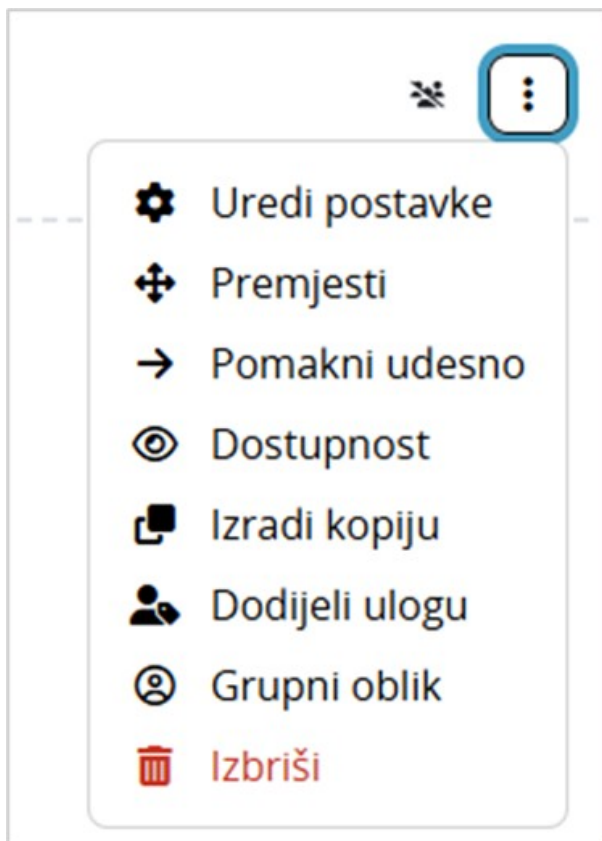 Uredi postavke
Premjesti
Pomakni udesno
Dostupnost
Izradi kopiju
Dodijeli ulogu
Grupni oblik
Izbriši